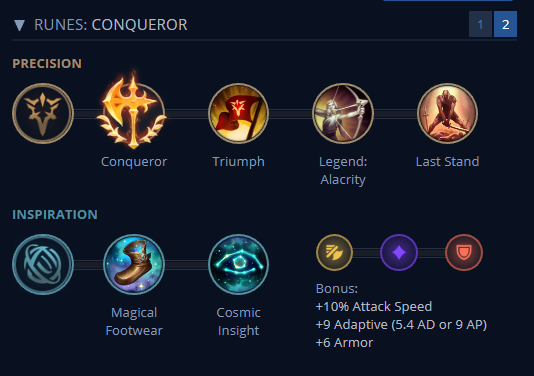 ▼ RUNES: CONQUEROR
1 2
PRECISION
Conqueror
Triumph
Legend:
Alacrity
Last Stand
INSPIRATION
Magical
Footwear
Cosmic
Insight
Bonus:
+10% Attack Speed
+9 Adaptive (5.4 AD or 9 AP)
+6 Armor